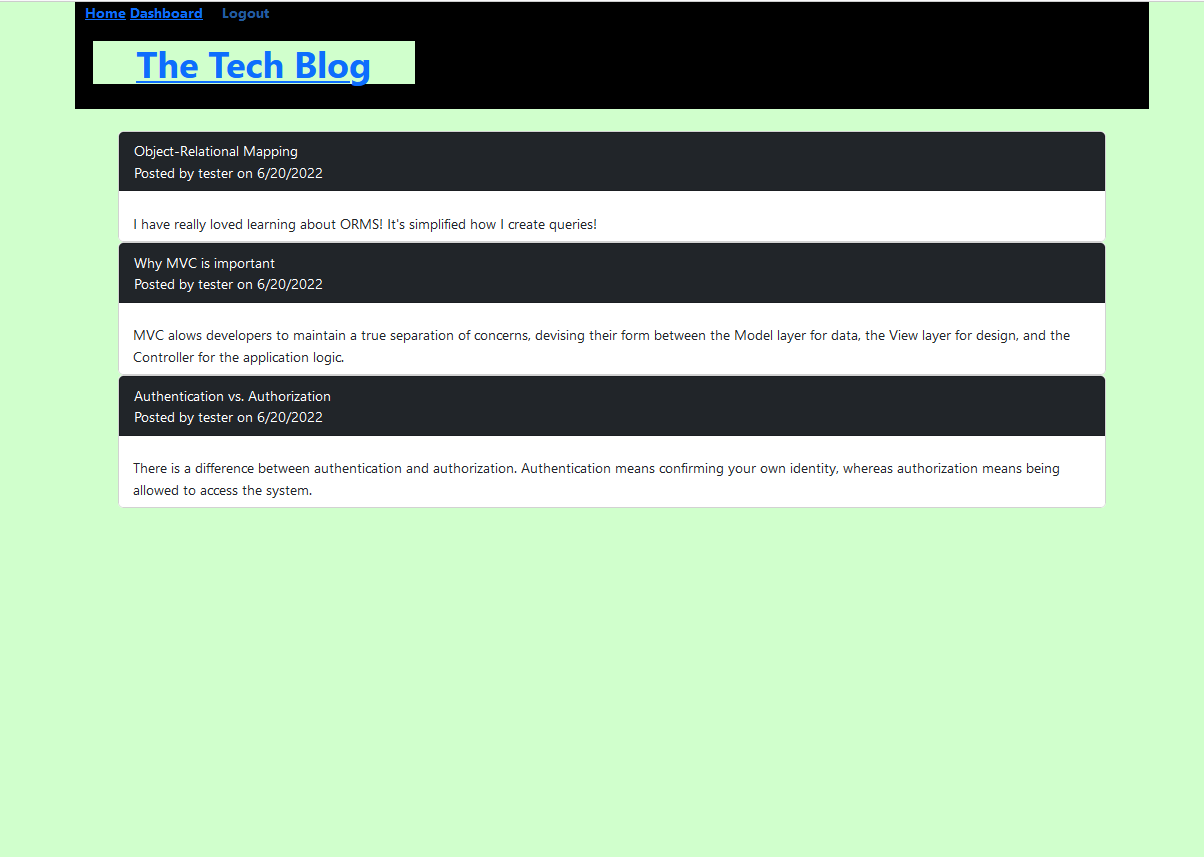 Home Dashboard Logout
The Tech Blog
Object-Relational Mapping
Posted by tester on 6/20/2022
I have really loved learning about ORMS! It's simplified how I create queries!
Why MVC is important
Posted by tester on 6/20/2022
MVC alows developers to maintain a true separation of concerns, devising their form between the Model layer for data, the View layer for design, and the
Controller for the application logic.
Authentication vs. Authorization
Posted by tester on 6/20/2022
There is a difference between authentication and authorization. Authentication means confirming your own identity, whereas authorization means being
allowed to access the system.